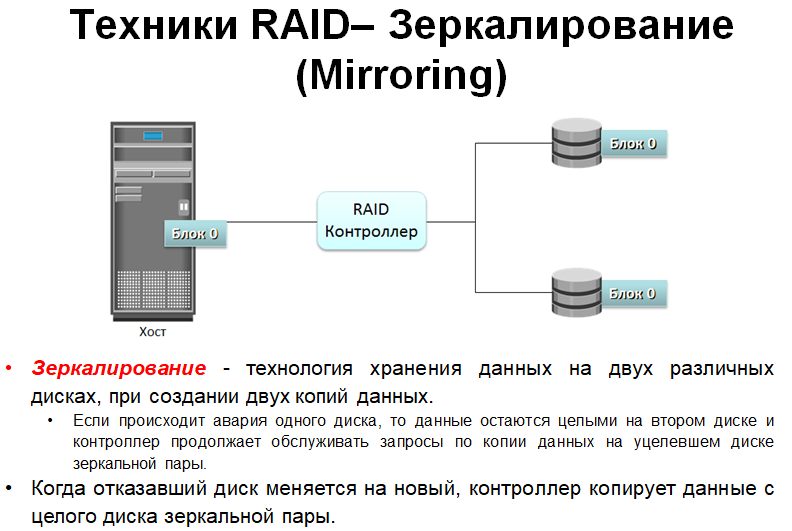 Техники RAID– Зеркалирование
(Mirroring)
Блок 0
RAID
Контроллер
Блок 0
Блок 0
Хост
• Зеркалирование - технология хранения данных на двух различных
дисках, при создании двух копий данных.
• Если происходит авария одного диска, то данные остаются целыми на втором диске и
контроллер продолжает обслуживать запросы по копии данных на уцелевшем диске
зеркальной пары.
• Когда отказавший диск меняется на новый, контроллер копирует данные с
целого диска зеркальной пары.